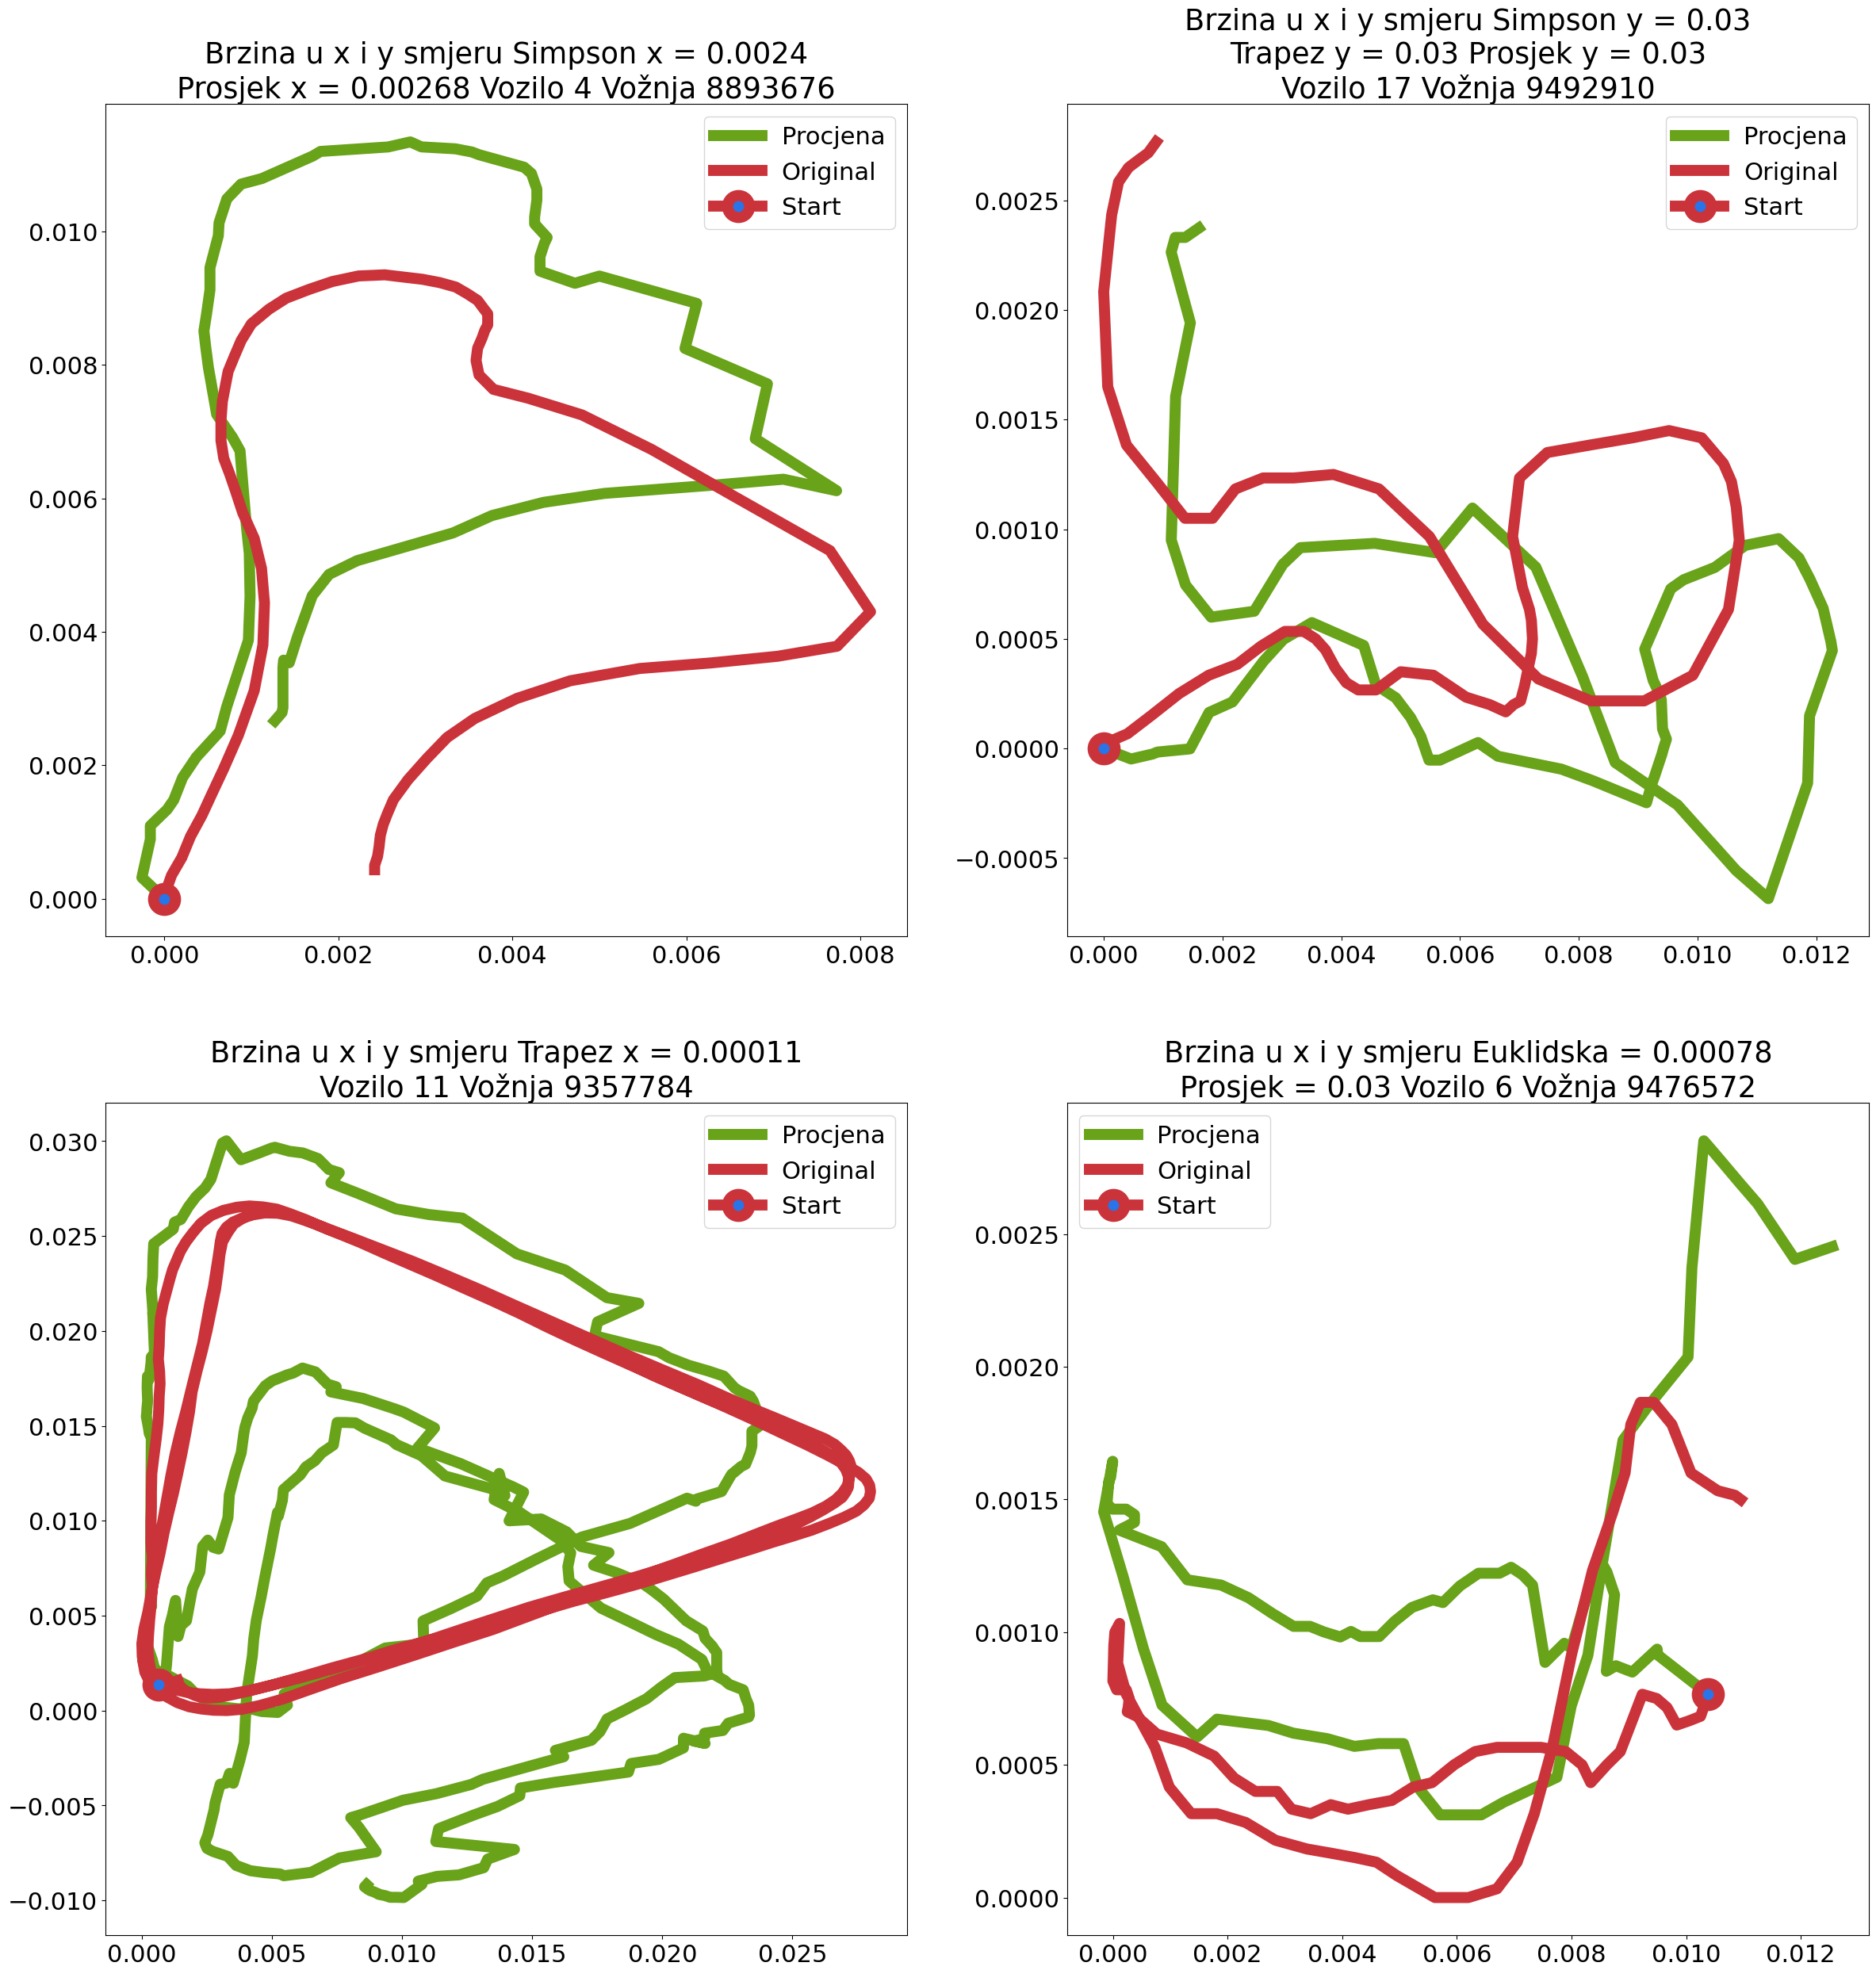 Brzina u x i y smjeru Simpson x = 0.0024
Prosjek x = 0.00268 Vozilo 4 Vožnja 8893676
Procjena
Original
Start
0.010
0.008
0.006
0.004
0.002
0.000
0.000 0.002 0.004 0.006 0.008
Brzina u x i y smjeru Simpson y = 0.03
Trapez y = 0.03 Prosjek y = 0.03
Vozilo 17 Vožnja 9492910
Procjena
Original
Start
0.0025
0.0020
0.0015
0.0010
0.0005
0.0000
−0.0005
0.000 0.002 0.004 0.006 0.008 0.010 0.012
Brzina u x i y smjeru Trapez x = 0.00011
Vozilo 11 Vožnja 9357784
Procjena
Original
Start
0.030
0.025
0.020
0.015
0.010
0.005
0.000
−0.005
−0.010
0.000 0.005 0.010 0.015 0.020 0.025
Brzina u x i y smjeru Euklidska = 0.00078
Prosjek = 0.03 Vozilo 6 Vožnja 9476572
Procjena
Original
Start
0.0025
0.0020
0.0015
0.0010
0.0005
0.0000
0.000 0.002 0.004 0.006 0.008 0.010 0.012